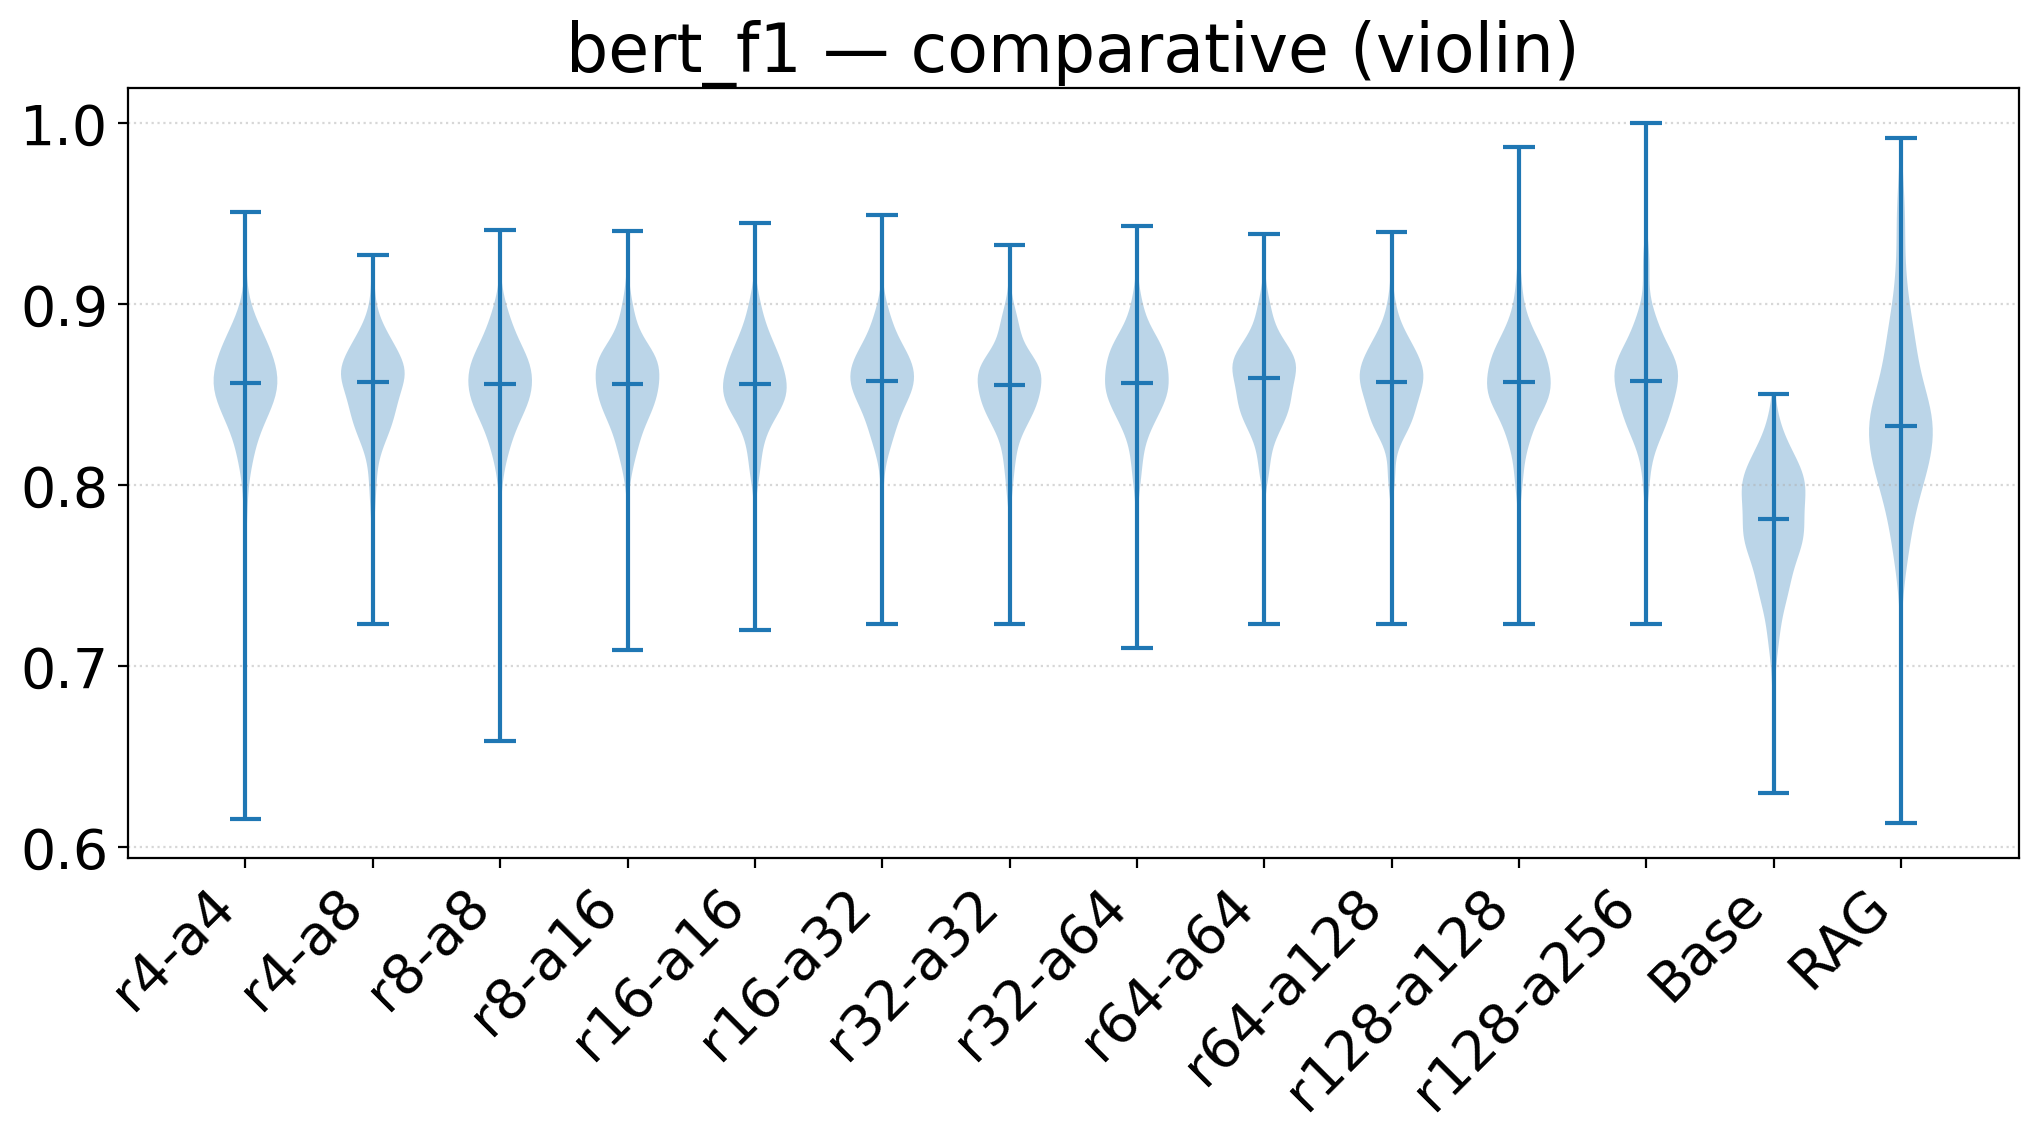 bert_f1 — comparative (violin)
1.0
0.9
0.8
0.7
0.6
r4-a4
r4-a8
r8-a8
r8-a16
r16-a16
r16-a32
r32-a32
r32-a64
r64-a64
r64-a128
r128-a128
r128-a256
Base
RAG